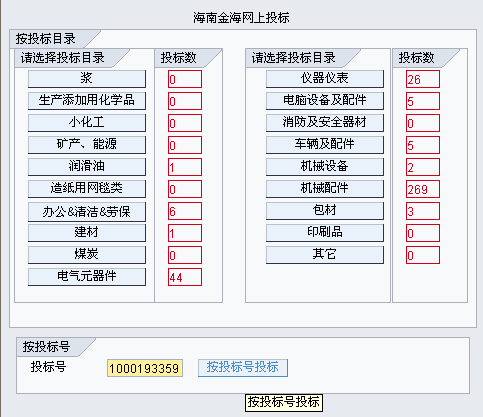 海南金海网上投标
按投标目录
请选择投标目录 投标数 请选择投标目录 投标数
浆 0 仪器仪表 26
生产添加用化学品 0 电脑设备及配件 5
小化工 0 消防及安全器材 0
矿产、能源 0 车辆及配件 5
润滑油 1 机械设备 2
造纸用网毯类 0 机械配件 269
办公&清洁&劳保 6 包材 3
建材 1 印刷品 0
煤炭 0 其它 0
电气元器件 44
按投标号
投标号 1000193359 按投标号投标
按投标号投标